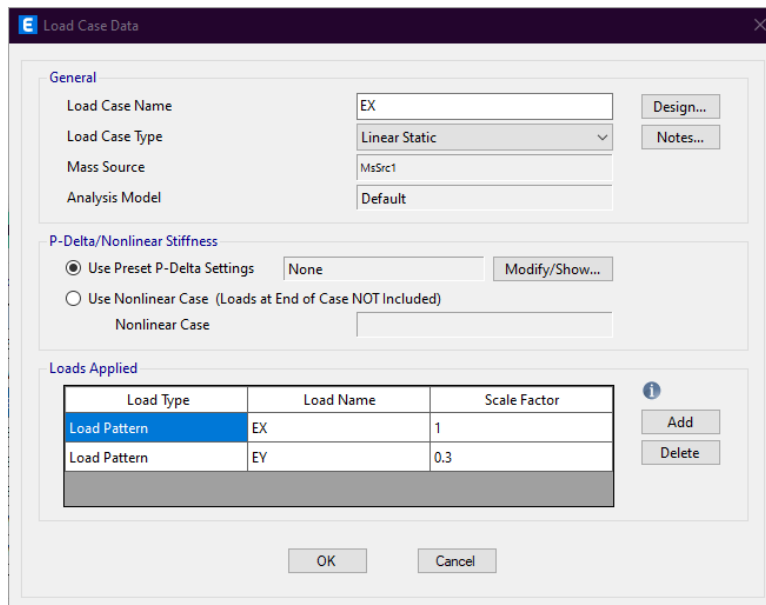 E Load Case Data
General
Load Case Name EX Design...
Load Case Type Linear Static Notes...
Mass Source MsSrc1
Analysis Model Default
P-Delta/Nonlinear Stiffness
Use Preset P-Delta Settings None Modify/Show...
Use Nonlinear Case (Loads at End of Case NOT Included)
Nonlinear Case
Loads Applied
Load Type Load Name Scale Factor
Load Pattern EX 1 Add
Load Pattern EY 0.3 Delete
OK Cancel